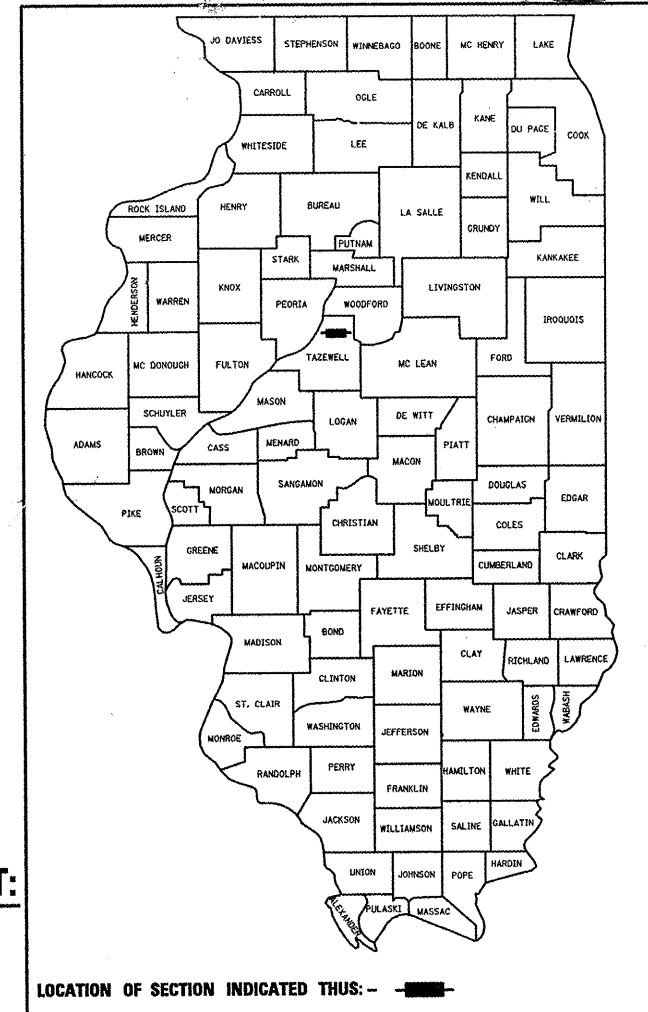 JO DAVIESS STEPHENSON WINNEBAGO BOONE MC HENRY LAKE
CARROLL OGLE
DE KALB KANE DU PAGE COOK
WHITESIDE LEE
KENDALL
ROCK ISLAND HENRY BUREAU LA SALLE WILL
MERCER PUTNAM GRUNDY
STARK MARSHALL KANKAKEE
HENDERSON WARREN KNOX PEORIA WOODFORD LIVINGSTON
IROQUOIS
HANCOCK MC DONOUGH FULTON TAZEWELL MC LEAN FORD
SCHUYLER MASON
ADAMS BROWN CASS MENARD LOGAN DE WITT PIATT CHAMPAIGN VERMILION
MACON
PIKE SCOTT MORGAN SANGAMON CHRISTIAN MOULTRIE DOUGLAS EDGAR
COLES
CALHOUN GREENE MACOUPIN MONTGOMERY SHELBY CUMBERLAND CLARK
JERSEY
FAYETTE EFFINGHAM JASPER CRAWFORD
MADISON BOND
CLAY RICHLAND LAWRENCE
CLINTON MARION
ST. CLAIR WAYNE EDWARDS WABASH
WASHINGTON JEFFERSON
MONROE
RANDOLPH PERRY HAMILTON WHITE
FRANKLIN
JACKSON WILLIAMSON SALINE GALLATIN
UNION JOHNSON POPE HARDIN
T:
ALEXANDER PULASKI MASSAC
LOCATION OF SECTION INDICATED THUS: -